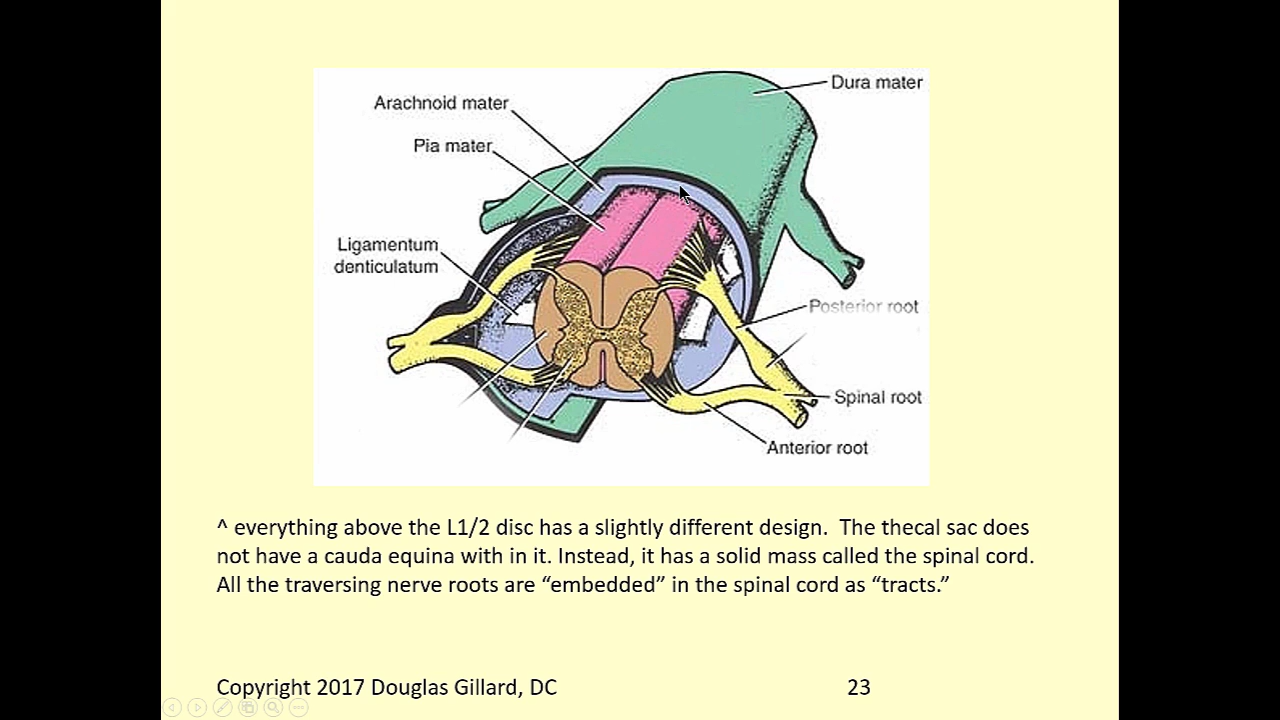 Dura mater
Arachnoid mater
Pia mater
Ligamentum
denticulatum
Posterior root
Spinal root
Anterior root
^ everything above the L1/2 disc has a slightly different design.  The thecal sac does
not have a cauda equina with in it. Instead, it has a solid mass called the spinal cord.
All the traversing nerve roots are “embedded” in the spinal cord as “tracts.”
Copyright 2017 Douglas Gillard, DC
23